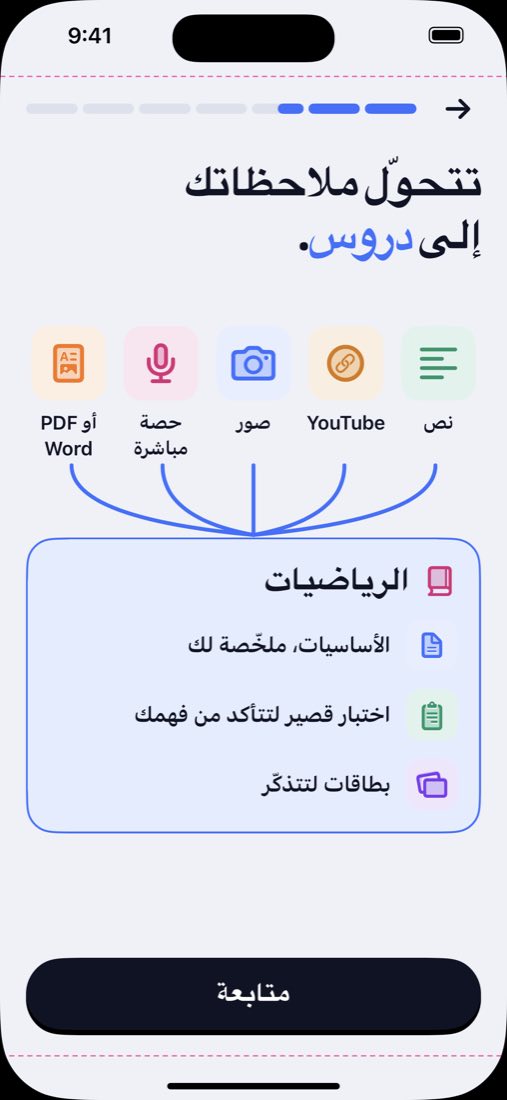 9:41
تتحوّل ملاحظاتك
إلى دروس.
نص
YouTube
صور
حصة
مباشرة
PDF أو
Word
الرياضيات
الأساسيات، ملخّصة لك
اختبار قصير لتتأكد من فهمك
بطاقات لتتذكّر
متابعة